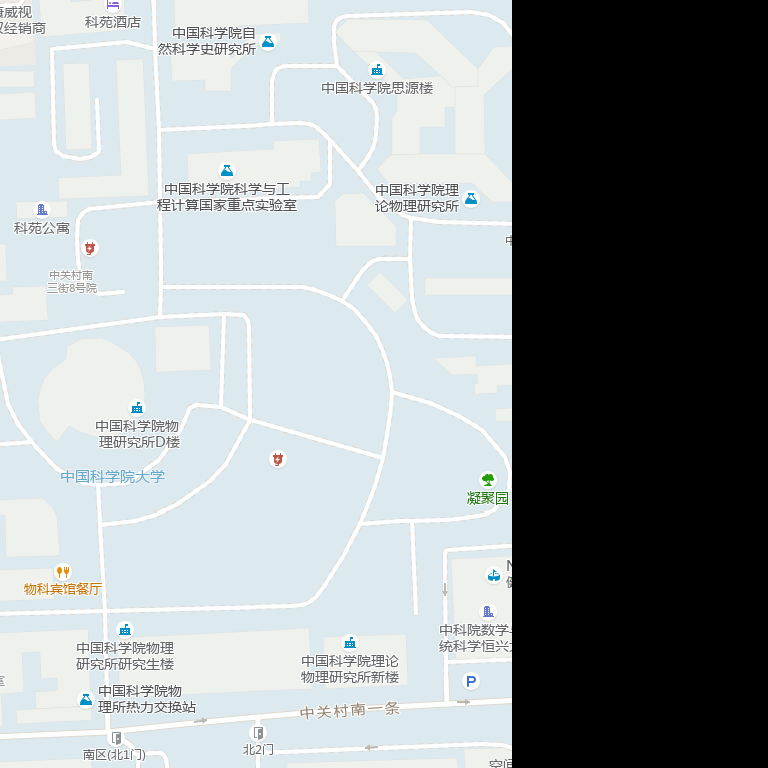 威视
经销商
科苑酒店
中国科学院自
然科学史研究所
中国科学院思源楼
中国科学院科学与工
程计算国家重点实验室
中国科学院理
论物理研究所
科苑公寓
中关村南
三街8号院
中国科学院物
理研究所D楼
中国科学院大学
凝聚园
物科宾馆餐厅
中国科学院物理
研究所研究生楼
中国科学院理论
物理研究所新楼
中科院数学与
统科学恒兴
P
中国科学院物
理所热力交换站
中关村南一条
南区(北1门)
北2门
空间